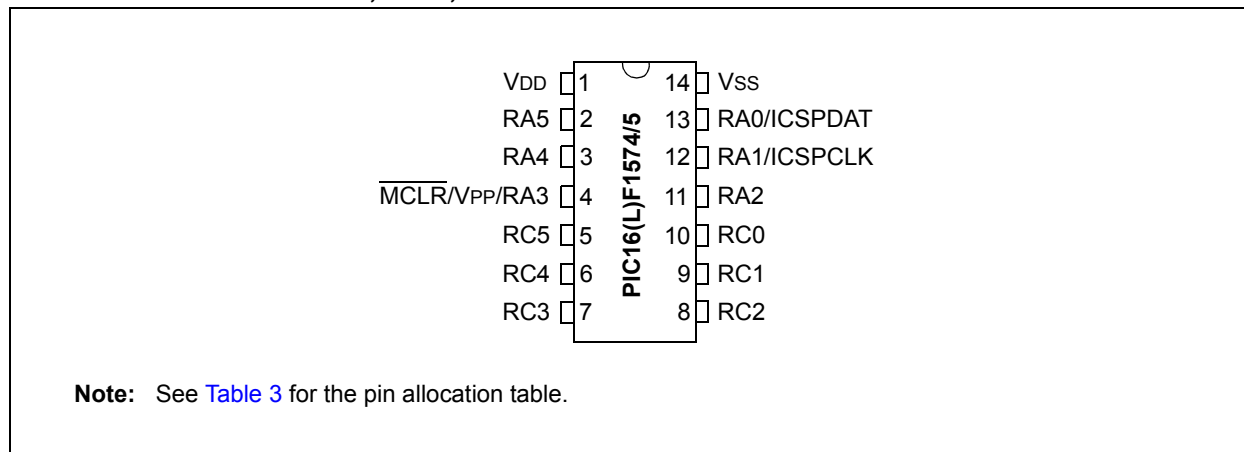 VDD 1 14 VSS
RA5 2 13 RA0/ICSPDAT
RA4 3 12 RA1/ICSPCLK
MCLR/VPP/RA3 4 11 RA2
RC5 5 10 RC0
RC4 6 9 RC1
RC3 7 8 RC2
PIC16(L)F1574/5
Note: See Table 3 for the pin allocation table.